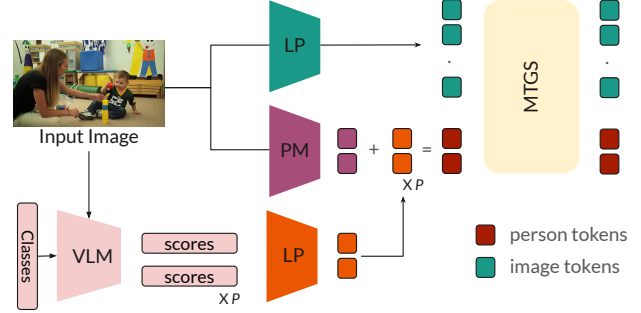 LP
MTGS
Input Image
PM
+
=
X P
Classes
VLM
scores
scores
X P
LP
person tokens
image tokens